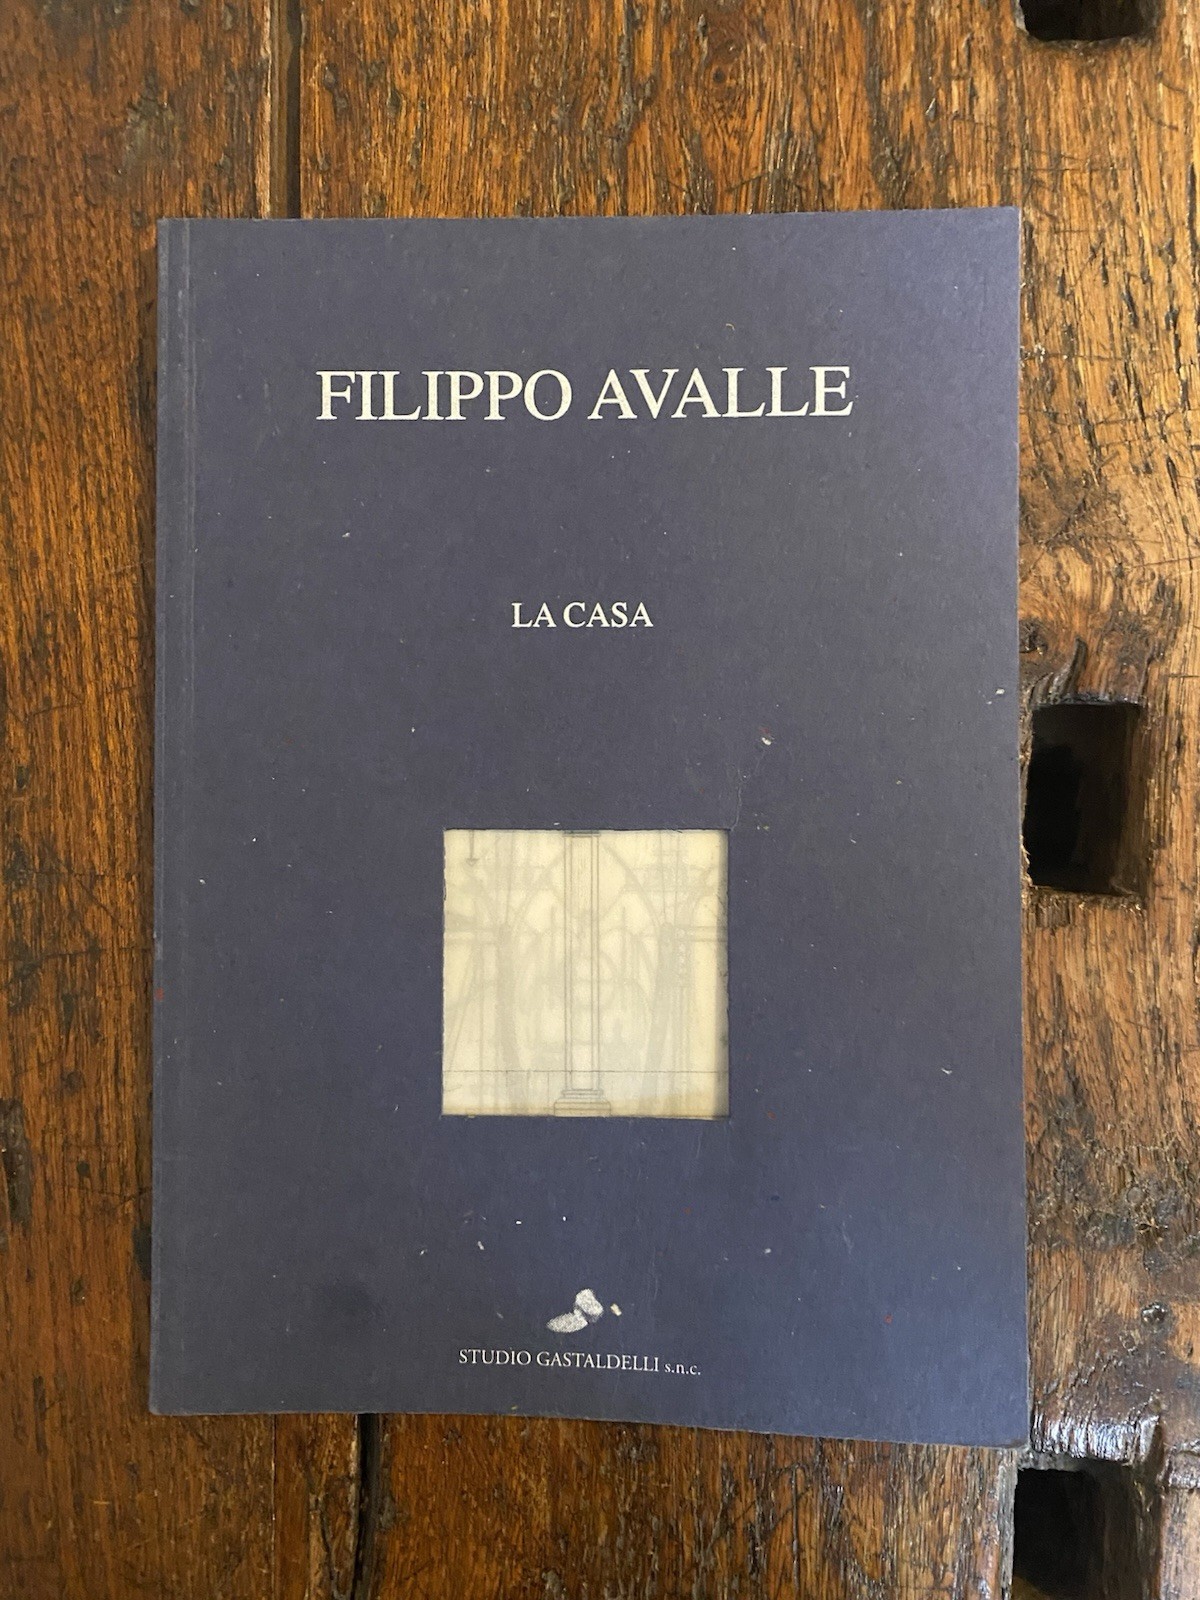 FILIPPO AVALLE
LA CASA
STUDIO GASTALDELLI s.n.c.